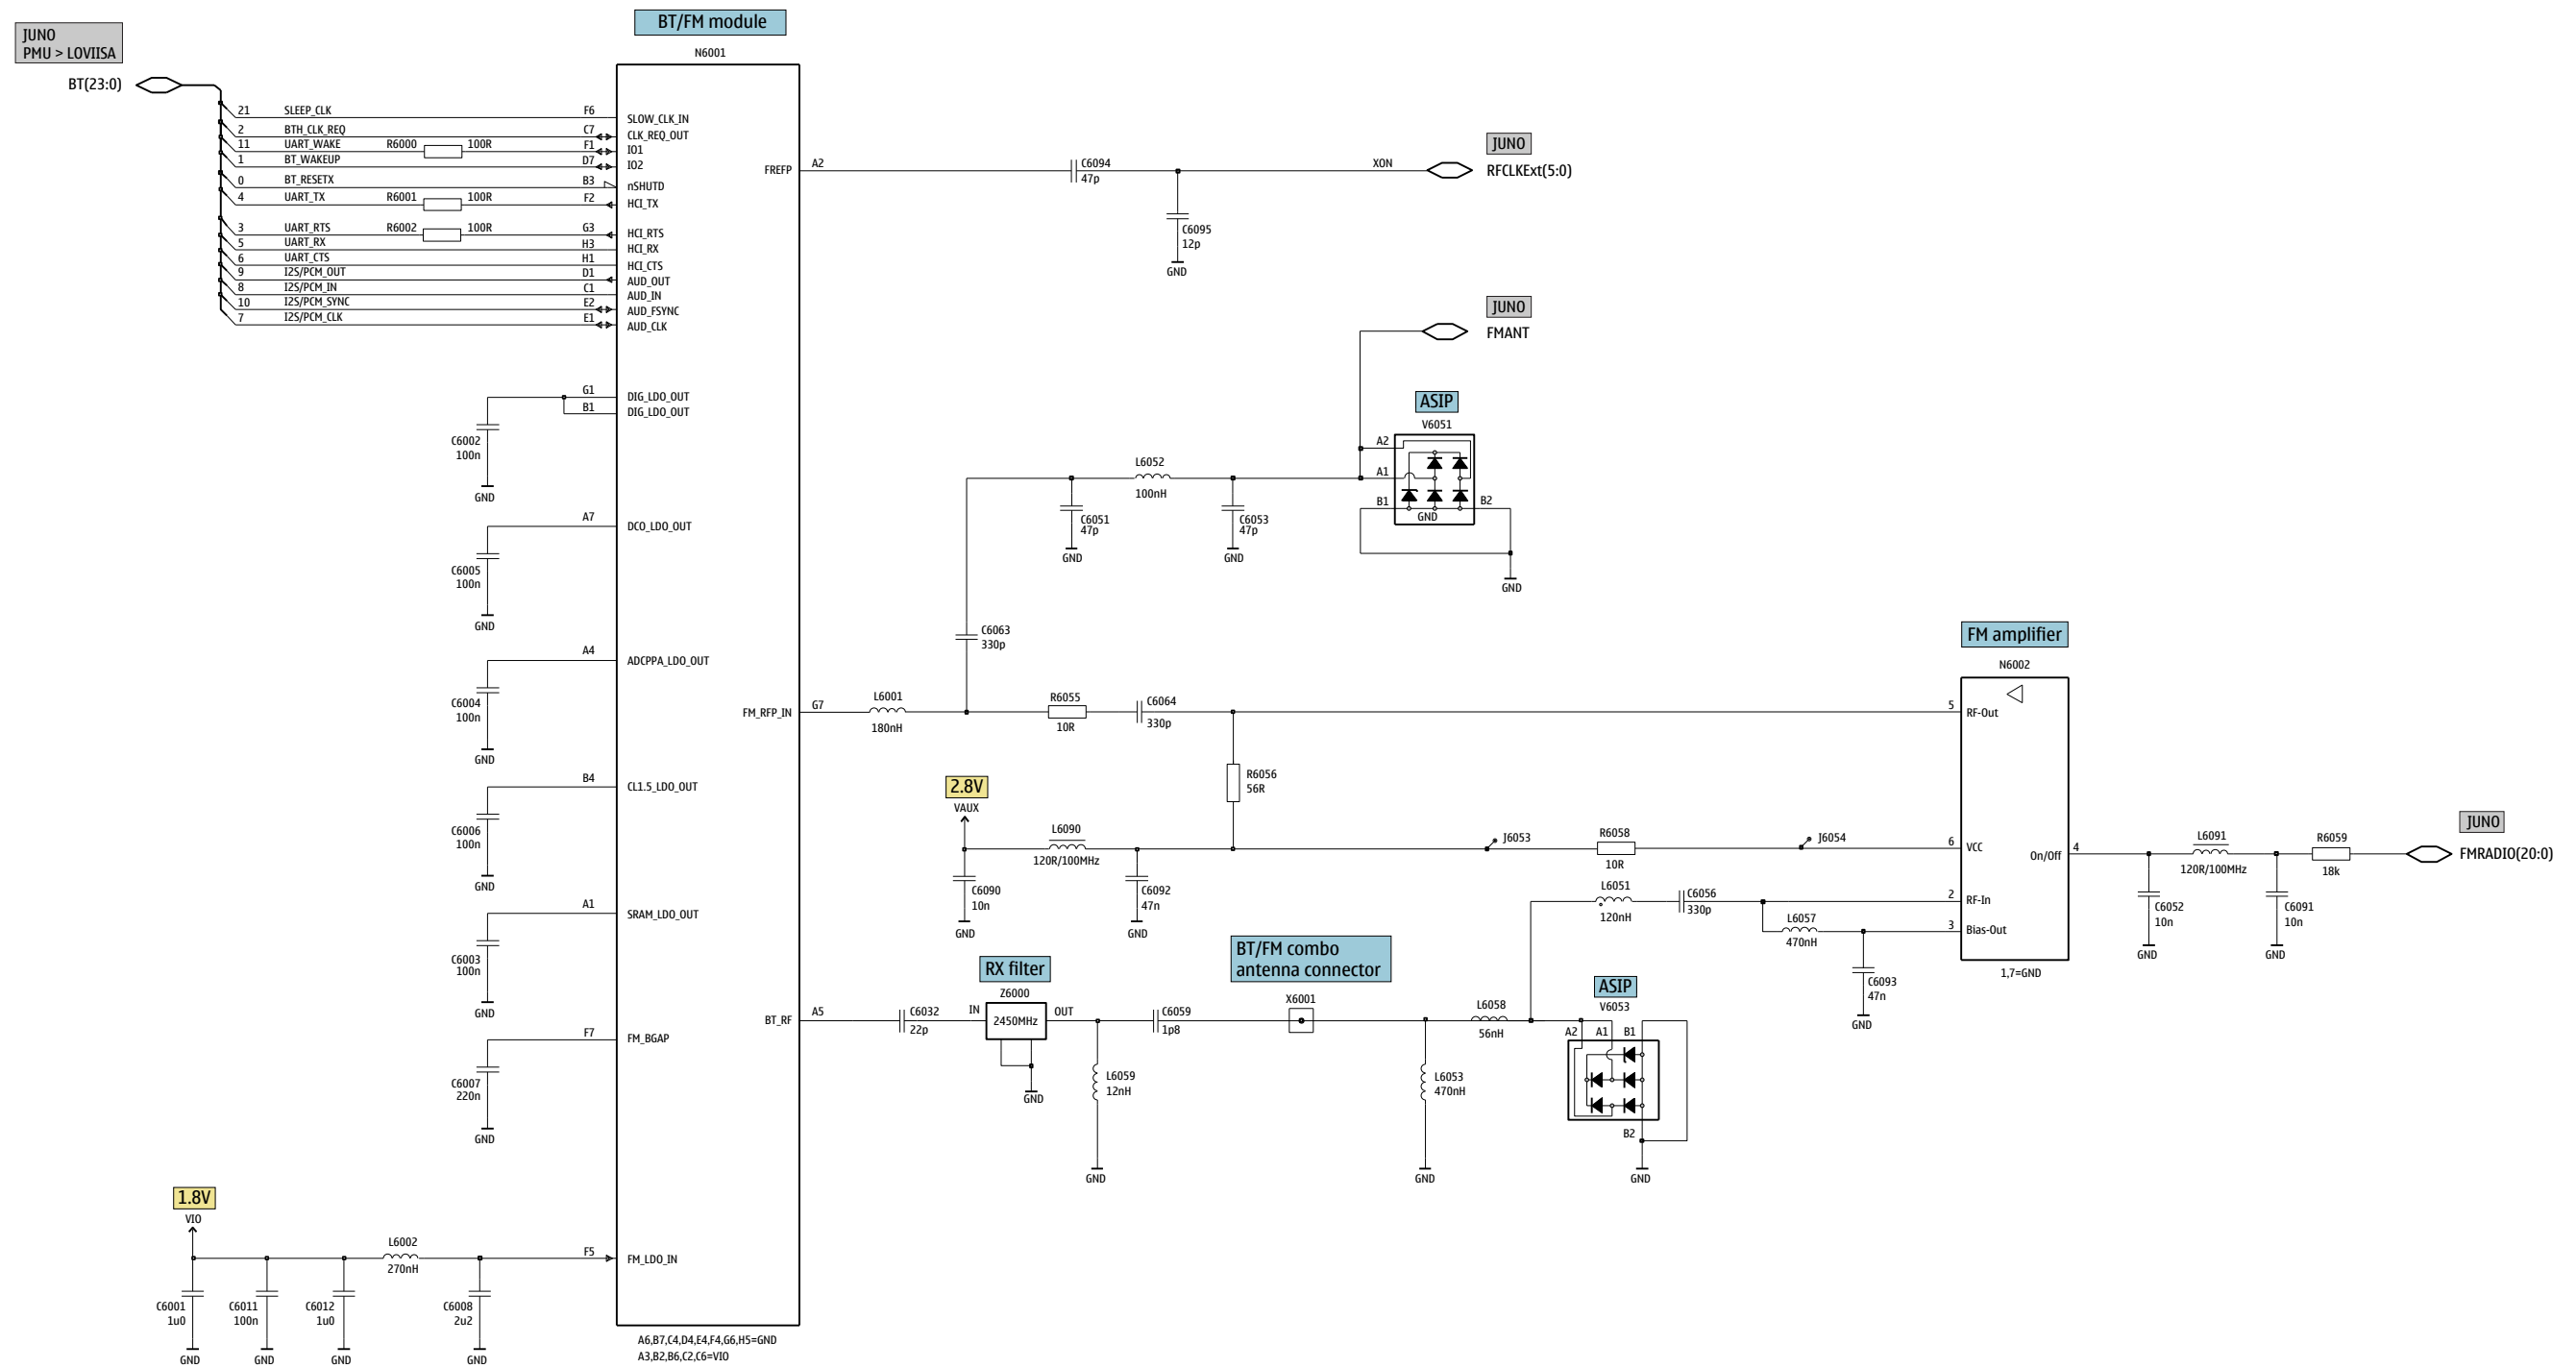 BT/FM module
N6001
JUNO
PMU > LOVIISA
BT(23:0)
21 SLEEP_CLK F6 SLOW_CLK_IN
2 BTH_CLK_REQ C7 CLK_REQ_OUT
11 UART_WAKE R6000 100R F1 IO1
1 BT_WAKEUP D7 IO2
0 BT_RESETX B3 nSHUTD
4 UART_TX R6001 100R F2 HCI_TX
3 UART_RTS R6002 100R G3 HCI_RTS
5 UART_RX H3 HCI_RX
6 UART_CTS H1 HCI_CTS
9 I2S/PCM_OUT D1 AUD_OUT
8 I2S/PCM_IN C1 AUD_IN
10 I2S/PCM_SYNC E2 AUD_FSYNC
7 I2S/PCM_CLK E1 AUD_CLK
G1 DIG_LDO_OUT
B1 DIG_LDO_OUT
C6002
100n
GND
A7 DCO_LDO_OUT
C6005
100n
GND
A4 ADCPPA_LDO_OUT
C6004
100n
GND
B4 CL1.5_LDO_OUT
C6006
100n
GND
A1 SRAM_LDO_OUT
C6003
100n
GND
F7 FM_BGAP
C6007
220n
GND
1.8V
VIO
L6002
270nH
F5 FM_LDO_IN
C6001
1u0
GND
C6011
100n
GND
C6012
1u0
GND
C6008
2u2
GND
A6,B7,C4,D4,E4,F4,G6,H5=GND
A3,B2,B6,C2,C6=VIO
FREFP A2
C6094
47p
C6095
12p
GND
XON
JUNO
RFCLKExt(5:0)
JUNO
FMANT
ASIP
V6051
A2
A1
B1
B2
GND
GND
L6052
100nH
C6051
47p
GND
C6053
47p
GND
C6063
330p
FM_RFP_IN G7
L6001
180nH
R6055
10R
C6064
330p
R6056
56R
2.8V
VAUX
L6090
120R/100MHz
C6090
10n
GND
C6092
47n
GND
J6053
R6058
10R
J6054
L6051
120nH
C6056
330p
L6057
470nH
C6093
47n
GND
FM amplifier
N6002
5 RF-Out
6 VCC
On/Off 4
2 RF-In
3 Bias-Out
1,7=GND
L6091
120R/100MHz
R6059
18k
C6052
10n
GND
C6091
10n
GND
JUNO
FMRADIO(20:0)
BT_RF A5
C6032
22p
RX filter
Z6000
IN
2450MHz
OUT
GND
L6059
12nH
GND
C6059
1p8
BT/FM combo
antenna connector
X6001
L6058
56nH
L6053
470nH
GND
ASIP
V6053
A2 A1 B1
B2
GND